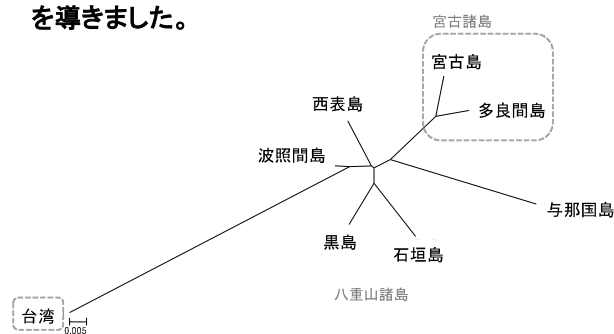 を導きました。
宮古諸島
宮古島
西表島
多良間島
波照間島
与那国島
黒島
石垣島
八重山諸島
台湾
0.005